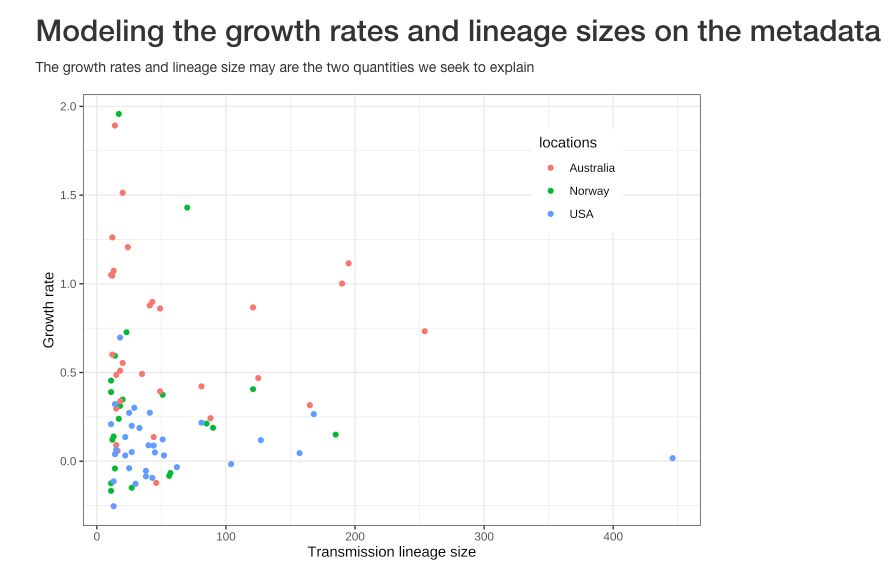 Modeling the growth rates and lineage sizes on the metadata
The growth rates and lineage size may are the two quantities we seek to explain
2.0
1.5
1.0
0.5
0.0
Growth rate
locations
Australia
Norway
USA
0 100 200 300 400
Transmission lineage size